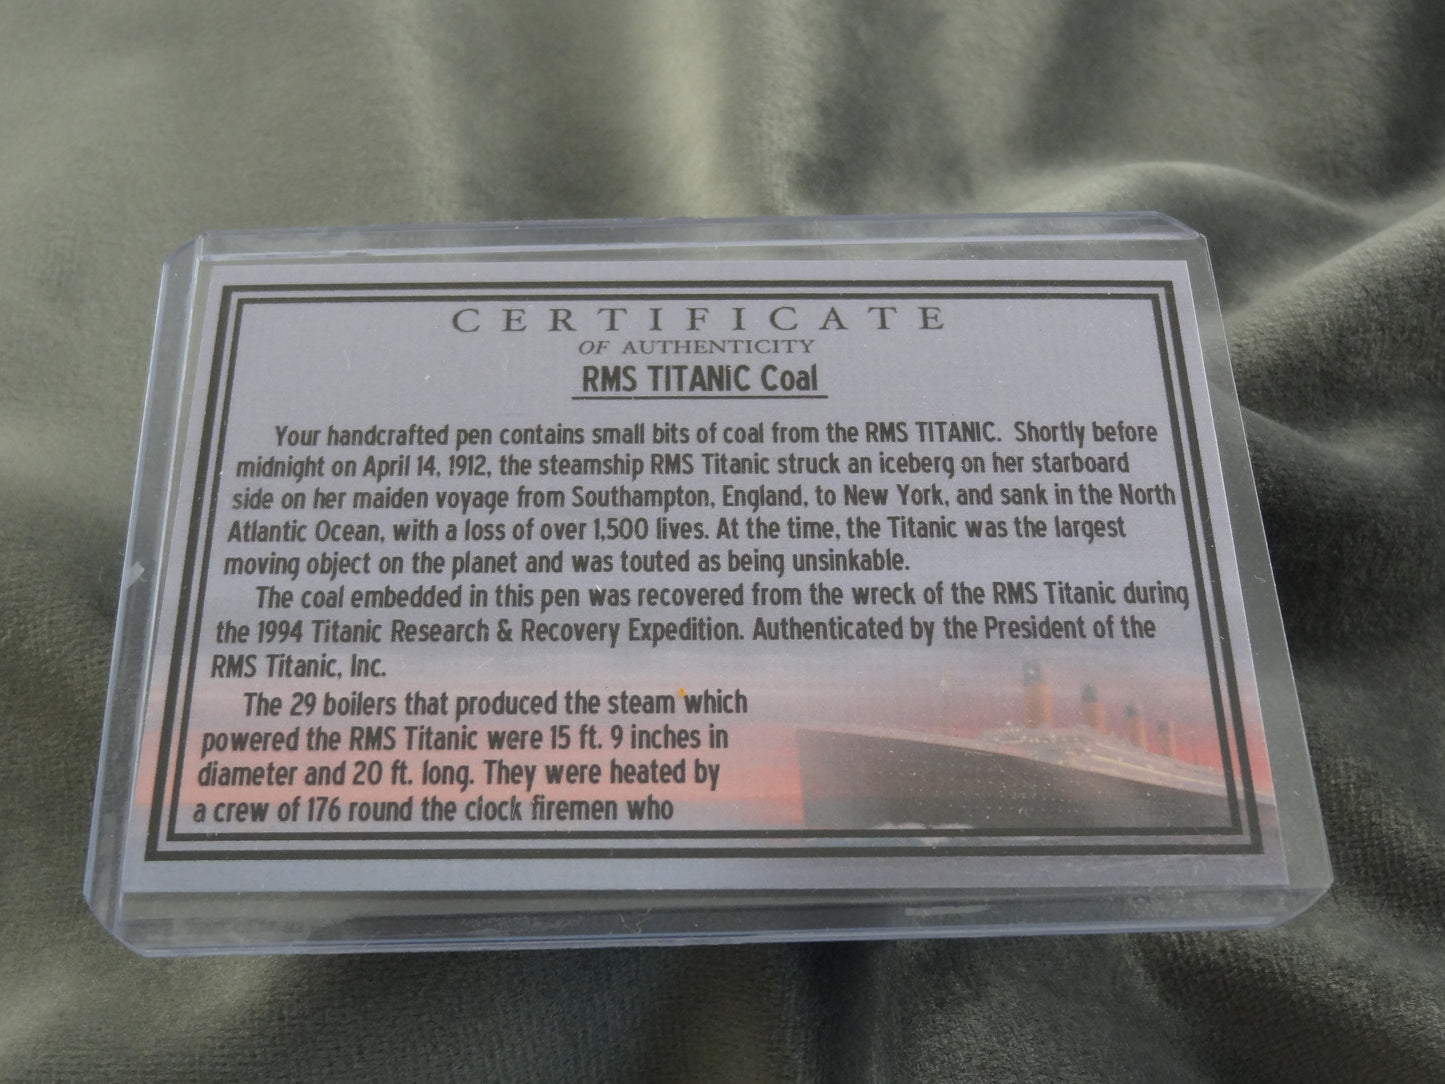 CERTIFICATE
OF AUTHENTICITY
RMS TITANIC Coal
Your handcrafted pen contains small bits of coal from the RMS TITANIC. Shortly before
midnight on April 14, 1912, the steamship RMS Titanic struck an iceberg on her starboard
side on her maiden voyage from Southampton, England, to New York, and sank in the North
Atlantic Ocean, with a loss of over 1,500 lives. At the time, the Titanic was the largest
moving object on the planet and was touted as being unsinkable.
The coal embedded in this pen was recovered from the wreck of the RMS Titanic during
the 1994 Titanic Research & Recovery Expedition. Authenticated by the President of the
RMS Titanic, Inc.
The 29 boilers that produced the steam which
powered the RMS Titanic were 15 ft. 9 inches in
diameter and 20 ft. long. They were heated by
a crew of 176 round the clock firemen who